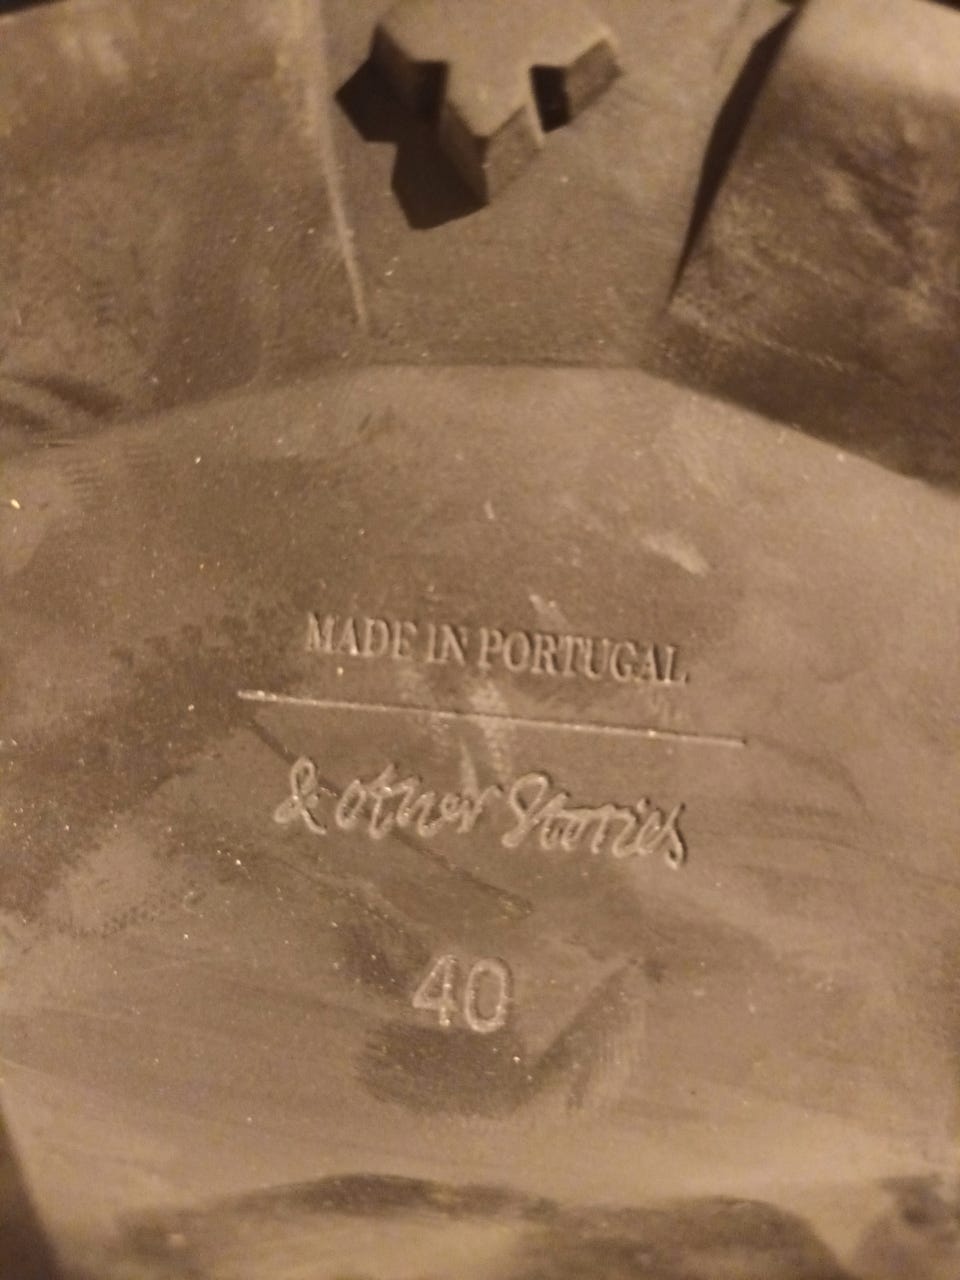 MADE IN PORTUGAL
& other Stories
40